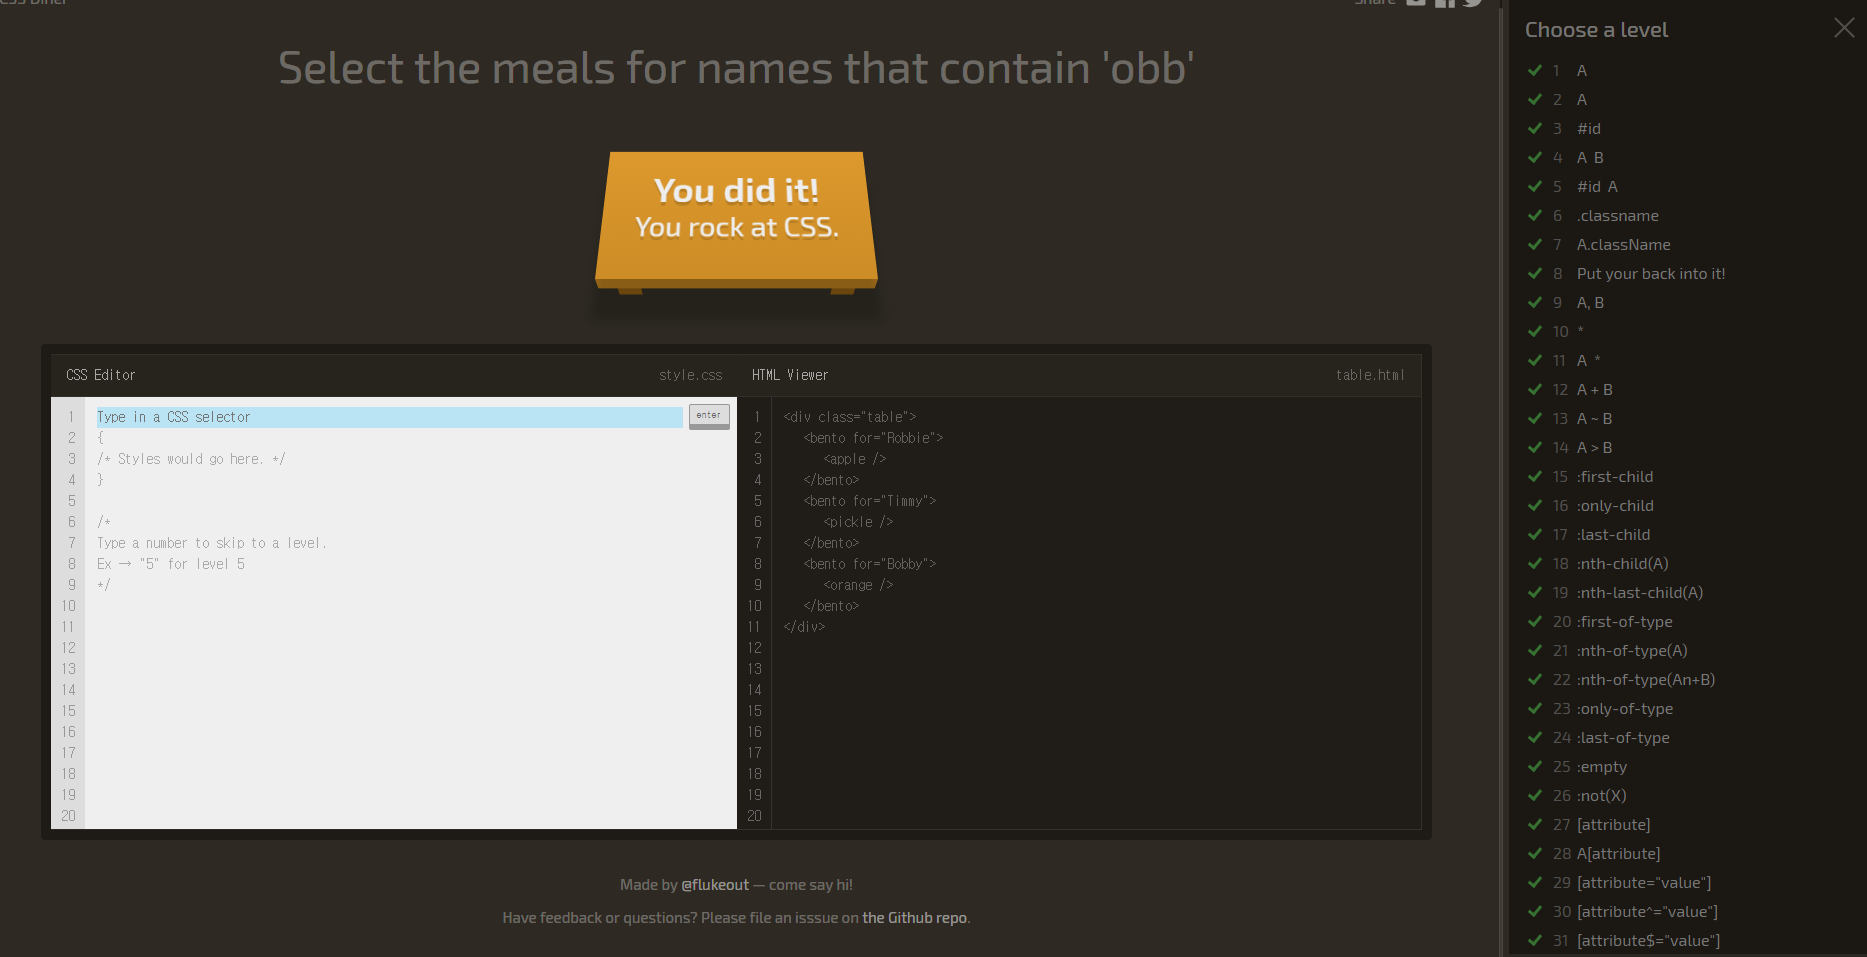 CSS Diner
Share
Select the meals for names that contain 'obb'
You did it!
You rock at CSS.
CSS Editor
style.css
HTML Viewer
table.html
1 Type in a CSS selector
enter
2 {
3 /* Styles would go here. */
4 }
5
6 /*
7 Type a number to skip to a level.
8 Ex → "5" for level 5
9 */
10
11
12
13
14
15
16
17
18
19
20
1 <div class="table">
2 <bento for="Robbie">
3 <apple />
4 </bento>
5 <bento for="Timmy">
6 <pickle />
7 </bento>
8 <bento for="Bobby">
9 <orange />
10 </bento>
11 </div>
12
13
14
15
16
17
18
19
20
Made by @flukeout — come say hi!
Have feedback or questions? Please file an isssue on the Github repo.
Choose a level
1 A
2 A
3 #id
4 A B
5 #id A
6 .classname
7 A.className
8 Put your back into it!
9 A, B
10 *
11 A *
12 A + B
13 A ~ B
14 A > B
15 :first-child
16 :only-child
17 :last-child
18 :nth-child(A)
19 :nth-last-child(A)
20 :first-of-type
21 :nth-of-type(A)
22 :nth-of-type(An+B)
23 :only-of-type
24 :last-of-type
25 :empty
26 :not(X)
27 [attribute]
28 A[attribute]
29 [attribute="value"]
30 [attribute^="value"]
31 [attribute$="value"]